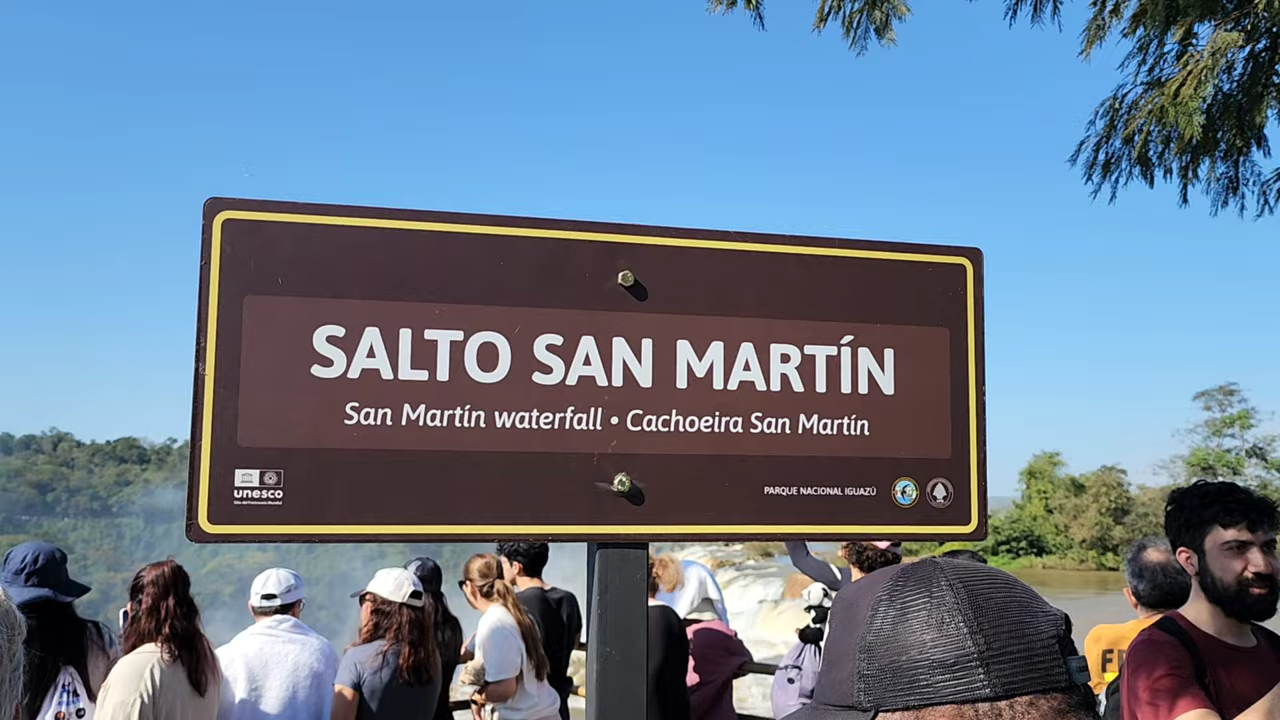 SALTO SAN MARTÍN
San Martín waterfall • Cachoeira San Martín
unesco
PARQUE NACIONAL IGUAZÚ